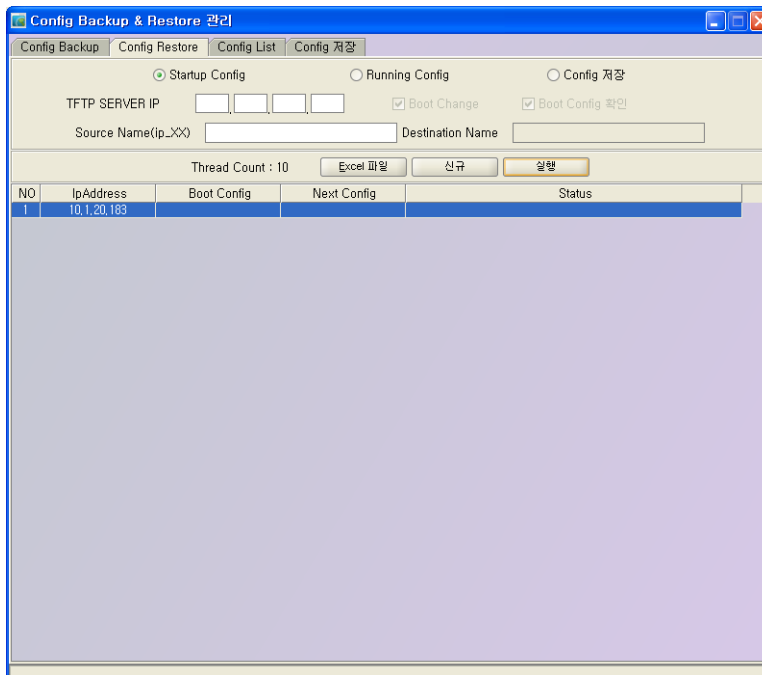 Config Backup & Restore 관리
Config Backup Config Restore Config List Config 저장
Startup Config Running Config Config 저장
TFTP SERVER IP . . . Boot Change Boot Config 확인
Source Name(ip_XX) Destination Name
Thread Count : 10 Excel 파일 신규 실행
NO IpAddress Boot Config Next Config Status
1 10,1,20,183